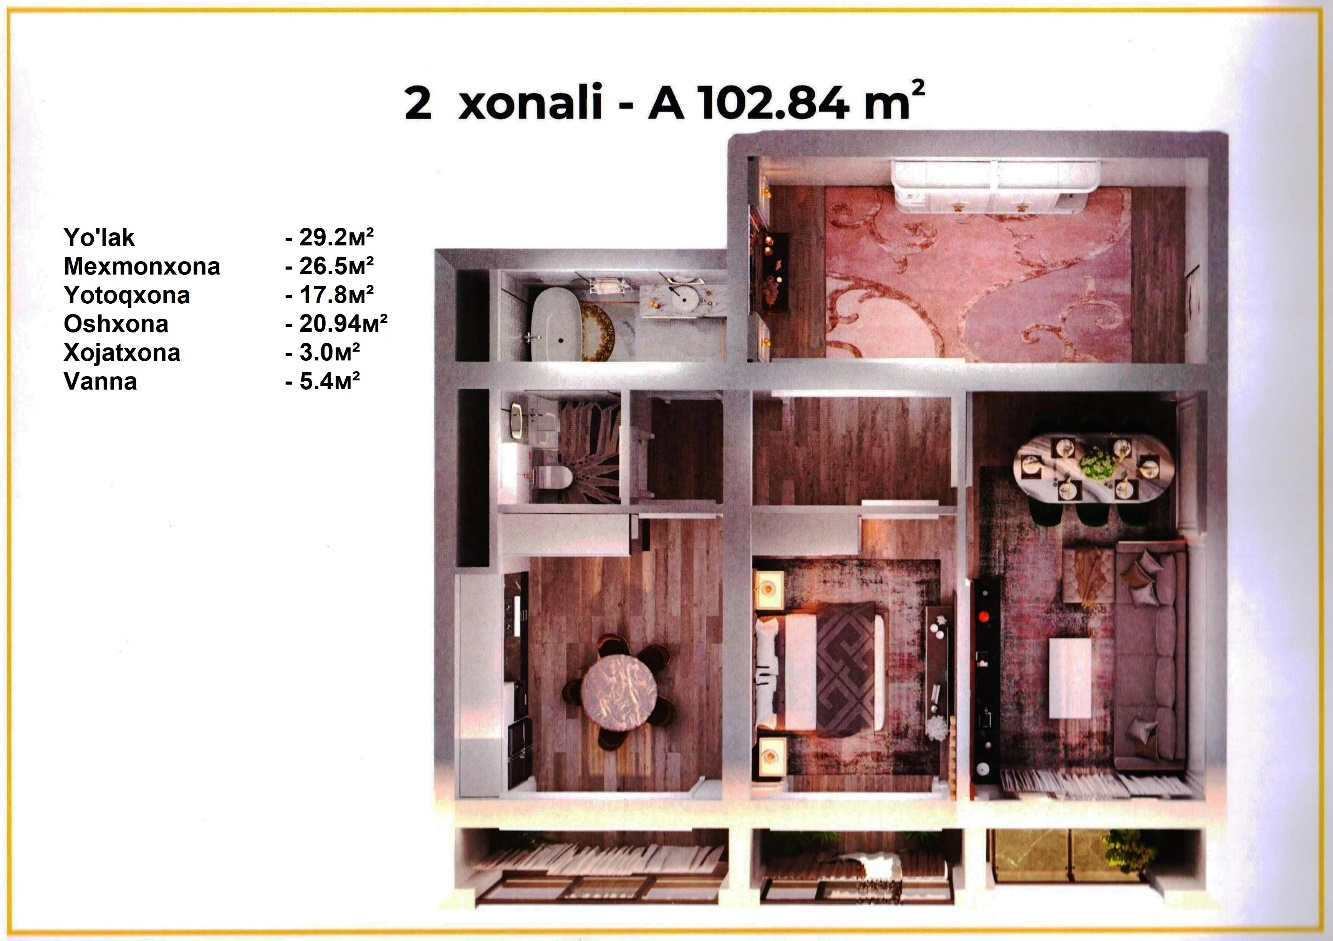 2 xonali - A 102.84 m²
Yo'lak - 29.2м²
Mexmonxona - 26.5м²
Yotoqxona - 17.8м²
Oshxona - 20.94м²
Xojatxona - 3.0м²
Vanna - 5.4м²